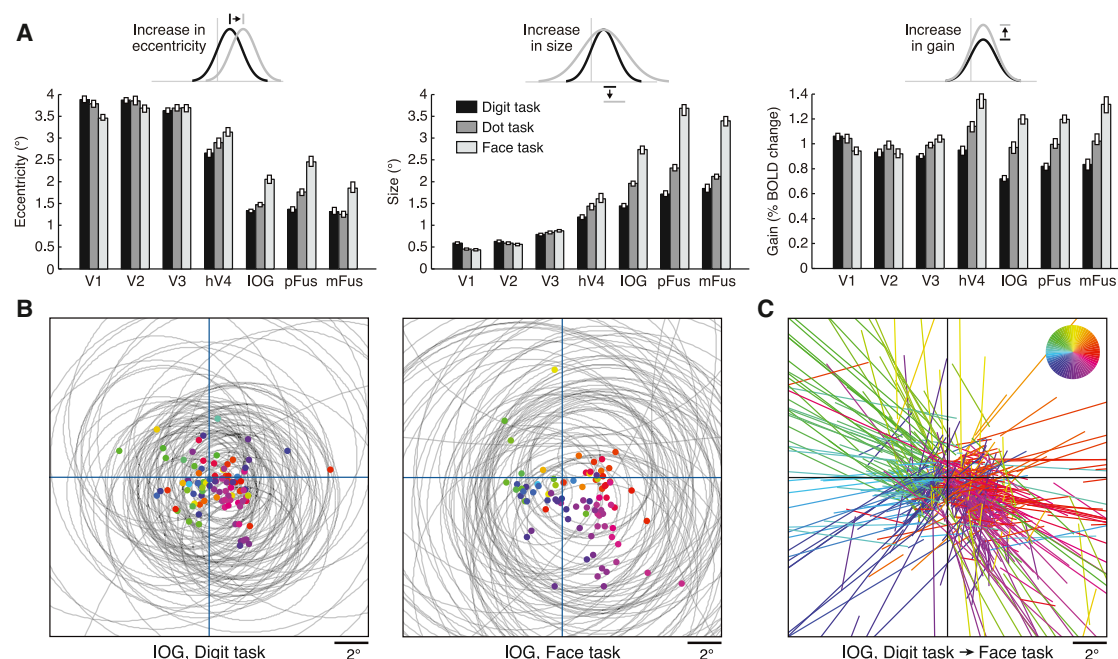 A
Increase in
eccentricity
Increase
in size
Increase
in gain
Eccentricity (°)
4
3.5
3
2.5
2
1.5
1
0.5
0
V1 V2 V3 hV4 IOG pFus mFus
Size (°)
4
3.5
3
2.5
2
1.5
1
0.5
0
Digit task
Dot task
Face task
V1 V2 V3 hV4 IOG pFus mFus
Gain (% BOLD change)
1.4
1.2
1
0.8
0.6
0.4
0.2
0
V1 V2 V3 hV4 IOG pFus mFus
B
IOG, Digit task
2°
IOG, Face task
2°
C
IOG, Digit task → Face task
2°